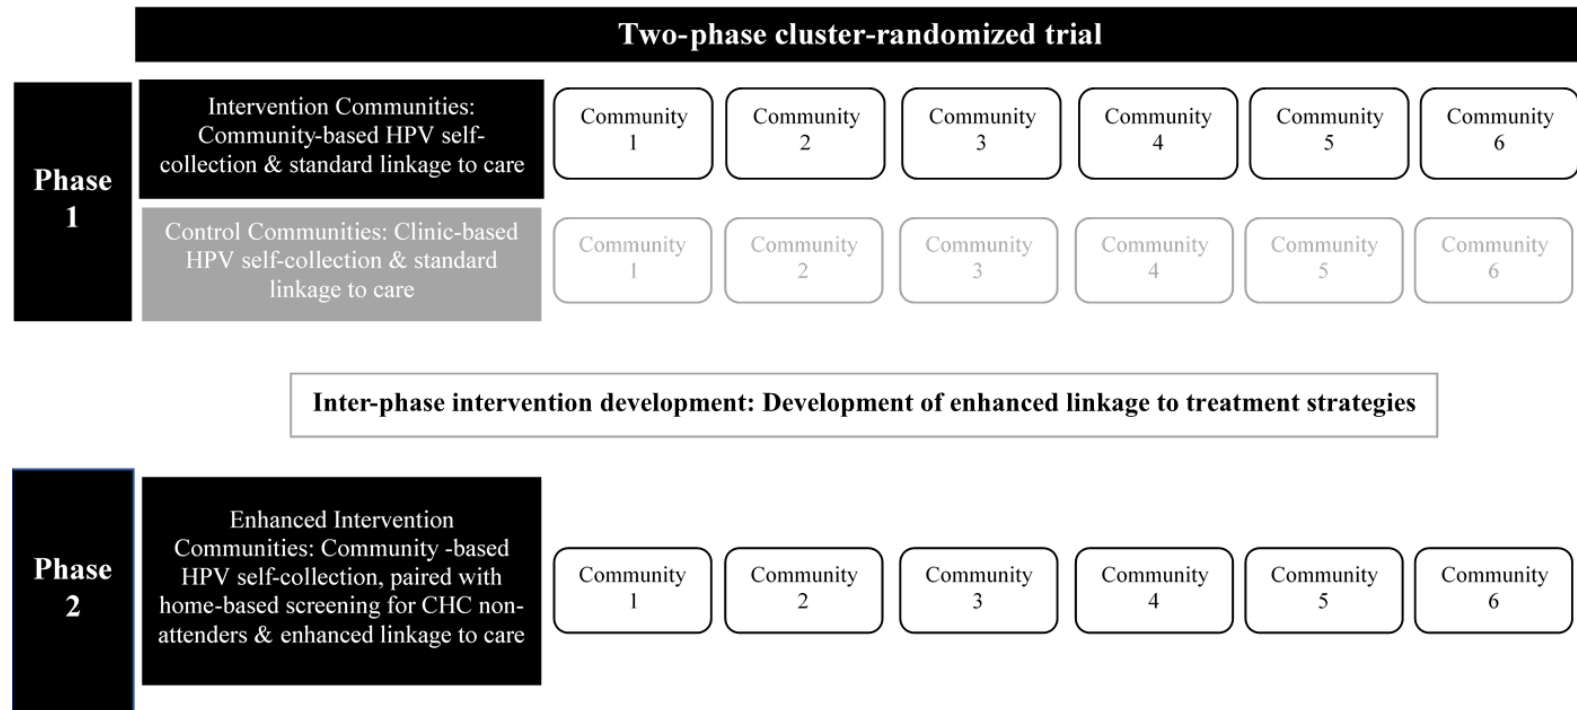 Two-phase cluster-randomized trial
Phase
1
Intervention Communities:
Community-based HPV self-
collection & standard linkage to care
Community
1
Community
2
Community
3
Community
4
Community
5
Community
6
Control Communities: Clinic-based
HPV self-collection & standard
linkage to care
Community
1
Community
2
Community
3
Community
4
Community
5
Community
6
Inter-phase intervention development: Development of enhanced linkage to treatment strategies
Phase
2
Enhanced Intervention
Communities: Community -based
HPV self-collection, paired with
home-based screening for CHC non-
attenders & enhanced linkage to care
Community
1
Community
2
Community
3
Community
4
Community
5
Community
6